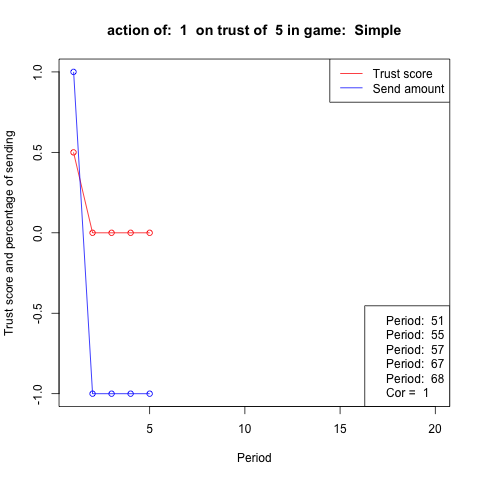 action of:  1  on trust of  5 in game:  Simple
Trust score
Send amount
Trust score and percentage of sending
1.0
0.5
0.0
-0.5
-1.0
Period:  51
Period:  55
Period:  57
Period:  67
Period:  68
Cor =  1
5
10
15
20
Period